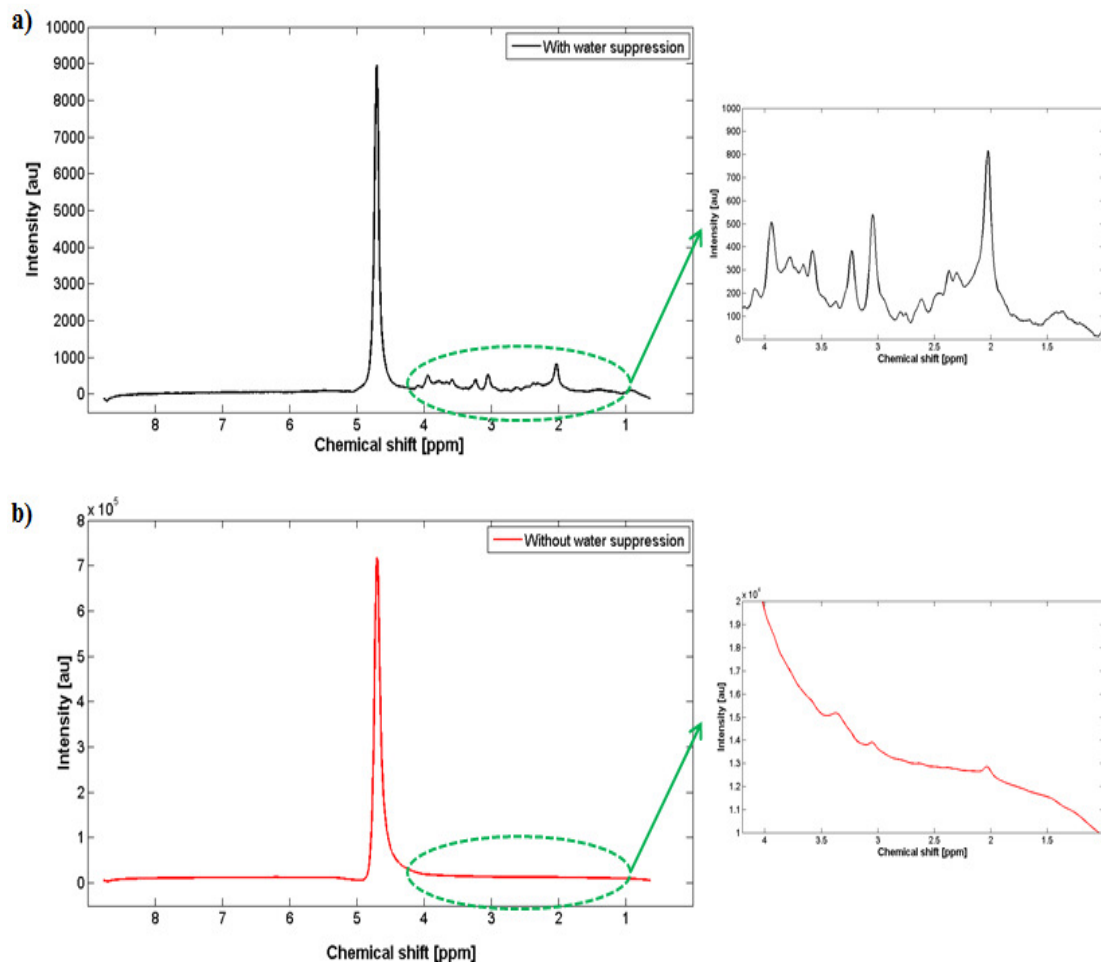 a)
10000
9000
8000
7000
6000
5000
4000
3000
2000
1000
0
Intensity [au]
With water suppression
8 7 6 5 4 3 2 1
Chemical shift [ppm]
1000
900
800
700
600
500
400
300
200
100
0
Intensity [au]
4 3.5 3 2.5 2 1.5
Chemical shift [ppm]
b)
× 10⁵
8
7
6
5
4
3
2
1
0
Intensity [au]
Without water suppression
8 7 6 5 4 3 2 1
Chemical shift [ppm]
2
1.9
1.8
1.7
1.6
1.5
1.4
1.3
1.2
1.1
1
Intensity [au]
4 3.5 3 2.5 2 1.5
Chemical shift [ppm]